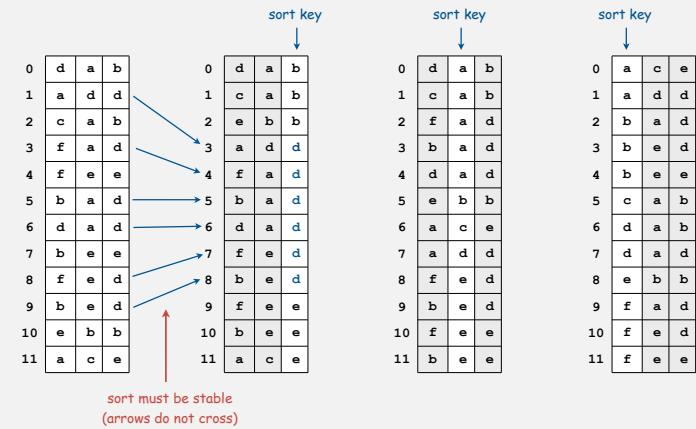 sort key sort key sort key
0 d a b 0 d a b 0 d a b 0 a c e
1 a d d 1 c a b 1 c a b 1 a d d
2 c a b 2 e b b 2 f a d 2 b a d
3 f a d 3 a d d 3 b a d 3 b e d
4 f e e 4 f a d 4 d a d 4 b e e
5 b a d 5 b a d 5 e b b 5 c a b
6 d a d 6 d a d 6 a c e 6 d a b
7 b e e 7 f e d 7 a d d 7 d a d
8 f e d 8 b e d 8 f e d 8 e b b
9 b e d 9 f e e 9 b e d 9 f a d
10 e b b 10 b e e 10 f e e 10 f e d
11 a c e 11 a c e 11 b e e 11 f e e
sort must be stable
(arrows do not cross)